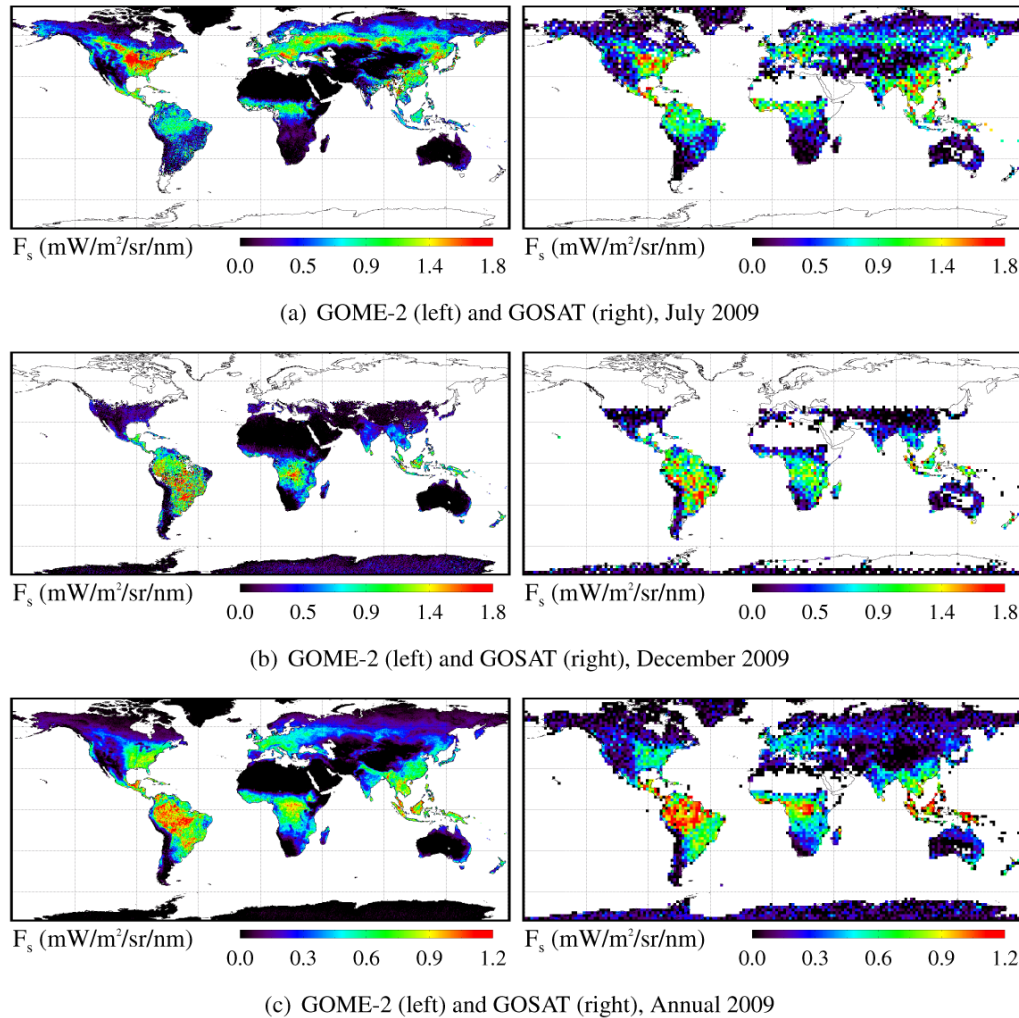 Fₛ (mW/m²/sr/nm) Fₛ (mW/m²/sr/nm)
0.0 0.5 0.9 1.4 1.8 0.0 0.5 0.9 1.4 1.8
(a) GOME-2 (left) and GOSAT (right), July 2009
Fₛ (mW/m²/sr/nm) Fₛ (mW/m²/sr/nm)
0.0 0.5 0.9 1.4 1.8 0.0 0.5 0.9 1.4 1.8
(b) GOME-2 (left) and GOSAT (right), December 2009
Fₛ (mW/m²/sr/nm) Fₛ (mW/m²/sr/nm)
0.0 0.3 0.6 0.9 1.2 0.0 0.3 0.6 0.9 1.2
(c) GOME-2 (left) and GOSAT (right), Annual 2009